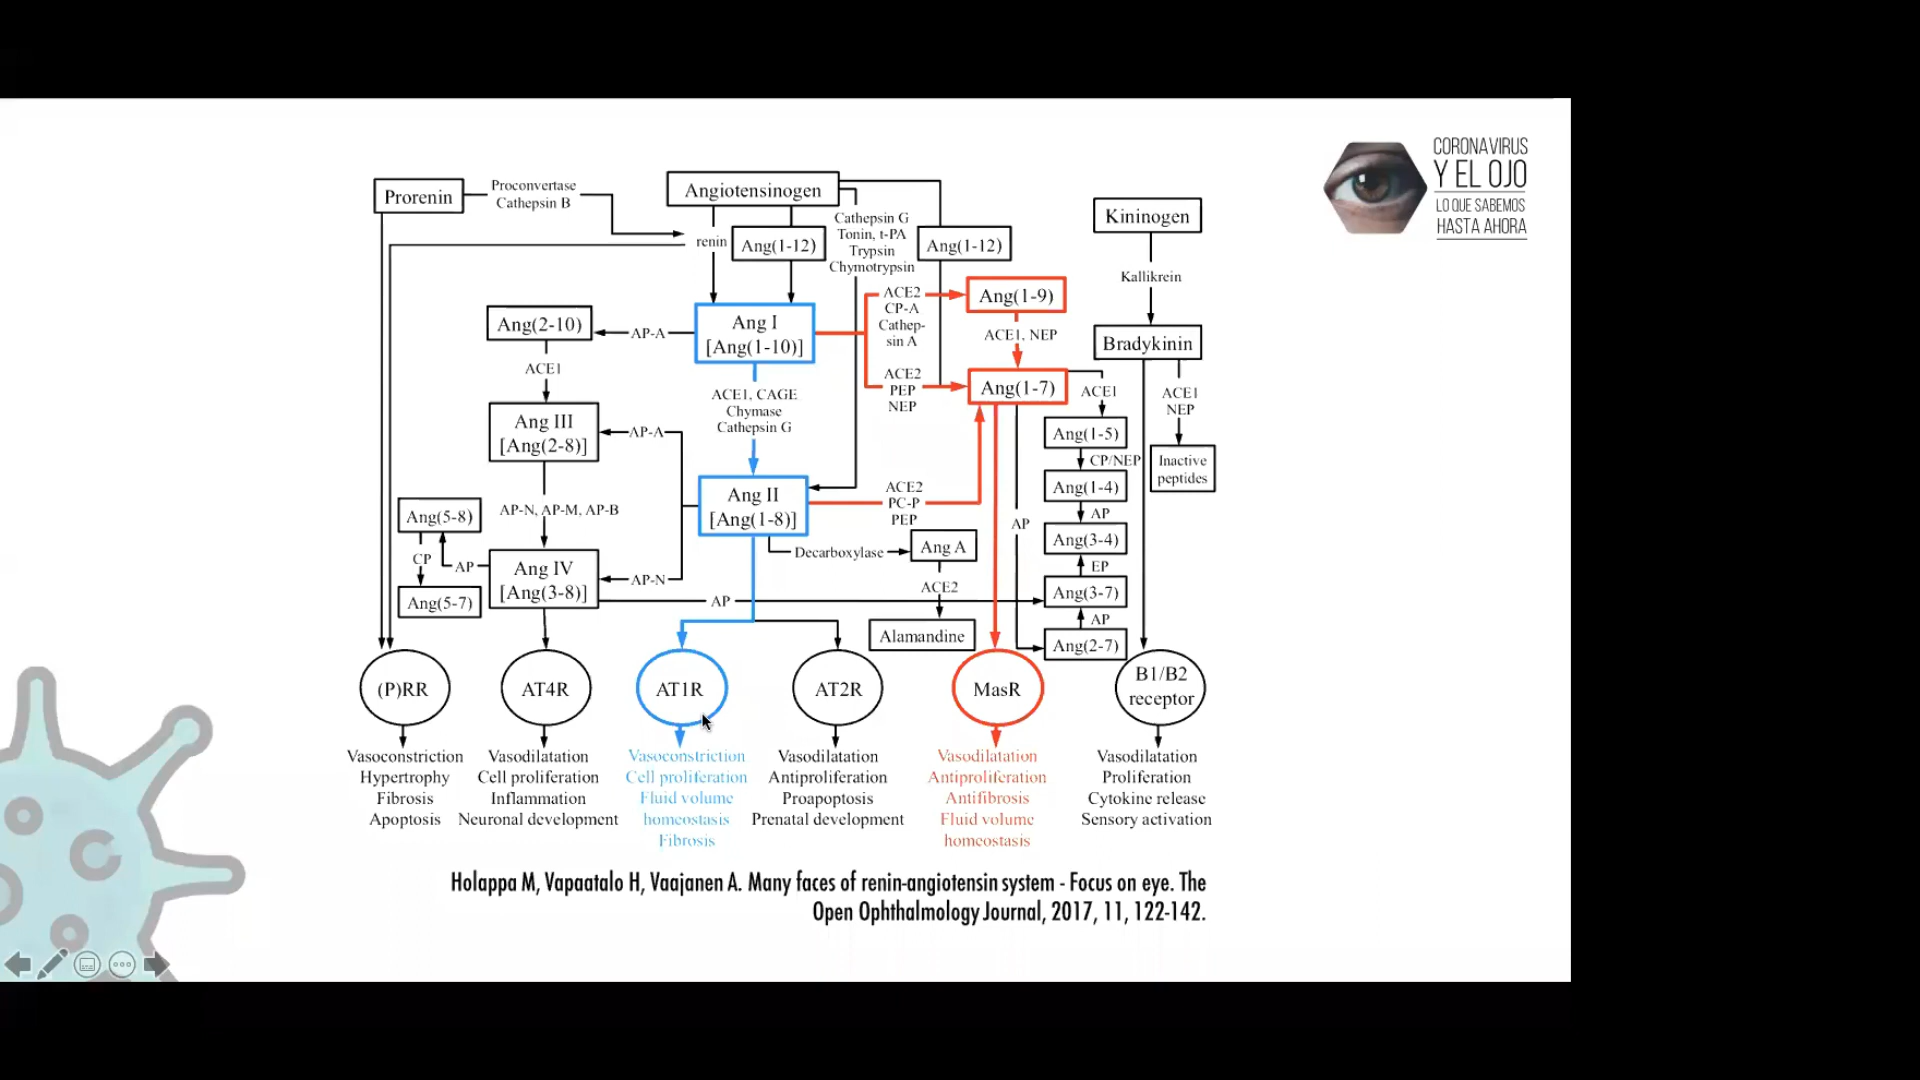 CORONAVIRUS
Y EL OJO
LO QUE SABEMOS
HASTA AHORA
Prorenin
Proconvertase
Cathepsin B
Angiotensinogen
renin
Ang(1-12)
Cathepsin G
Tonin, t-PA
Trypsin
Chymotrypsin
Ang(1-12)
Kininogen
Kallikrein
Bradykinin
ACE1
NEP
Inactive
peptides
Ang(2-10)
AP-A
Ang I
[Ang(1-10)]
ACE2
CP-A
Cathep-
sin A
Ang(1-9)
ACE1, NEP
ACE2
PEP
NEP
Ang(1-7)
ACE1
ACE1
ACE1, CAGE
Chymase
Cathepsin G
Ang III
[Ang(2-8)]
AP-A
Ang(1-5)
CP/NEP
Ang(1-4)
AP
Ang(3-4)
EP
Ang(3-7)
AP
Ang(2-7)
Ang II
[Ang(1-8)]
ACE2
PC-P
PEP
AP
AP-N, AP-M, AP-B
Ang(5-8)
CP
AP
Ang(5-7)
Ang IV
[Ang(3-8)]
AP-N
Decarboxylase
Ang A
ACE2
Alamandine
AP
(P)RR
AT4R
AT1R
AT2R
MasR
B1/B2
receptor
Vasoconstriction
Hypertrophy
Fibrosis
Apoptosis
Vasodilatation
Cell proliferation
Inflammation
Neuronal development
Vasoconstriction
Cell proliferation
Fluid volume
homeostasis
Fibrosis
Vasodilatation
Antiproliferation
Proapoptosis
Prenatal development
Vasodilatation
Antiproliferation
Antifibrosis
Fluid volume
homeostasis
Vasodilatation
Proliferation
Cytokine release
Sensory activation
Holappa M, Vapaatalo H, Vaajanen A. Many faces of renin-angiotensin system - Focus on eye. The
Open Ophthalmology Journal, 2017, 11, 122-142.